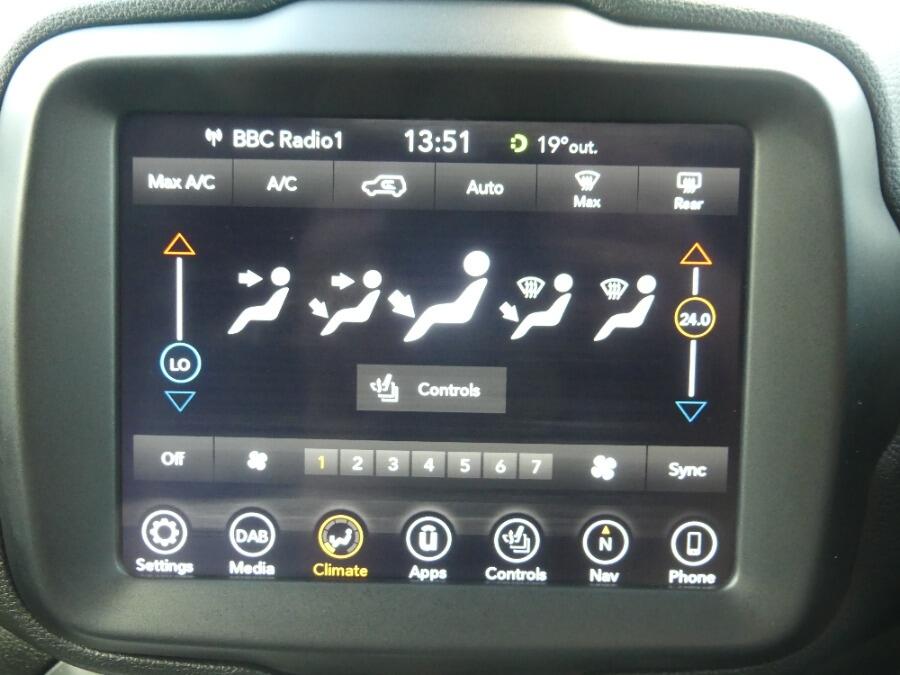 BBC Radio1 13:51 19°out.
Max A/C A/C Auto Max Rear
LO 24.0
Controls
Off 1 2 3 4 5 6 7 Sync
DAB N
Settings Media Climate Apps Controls Nav Phone